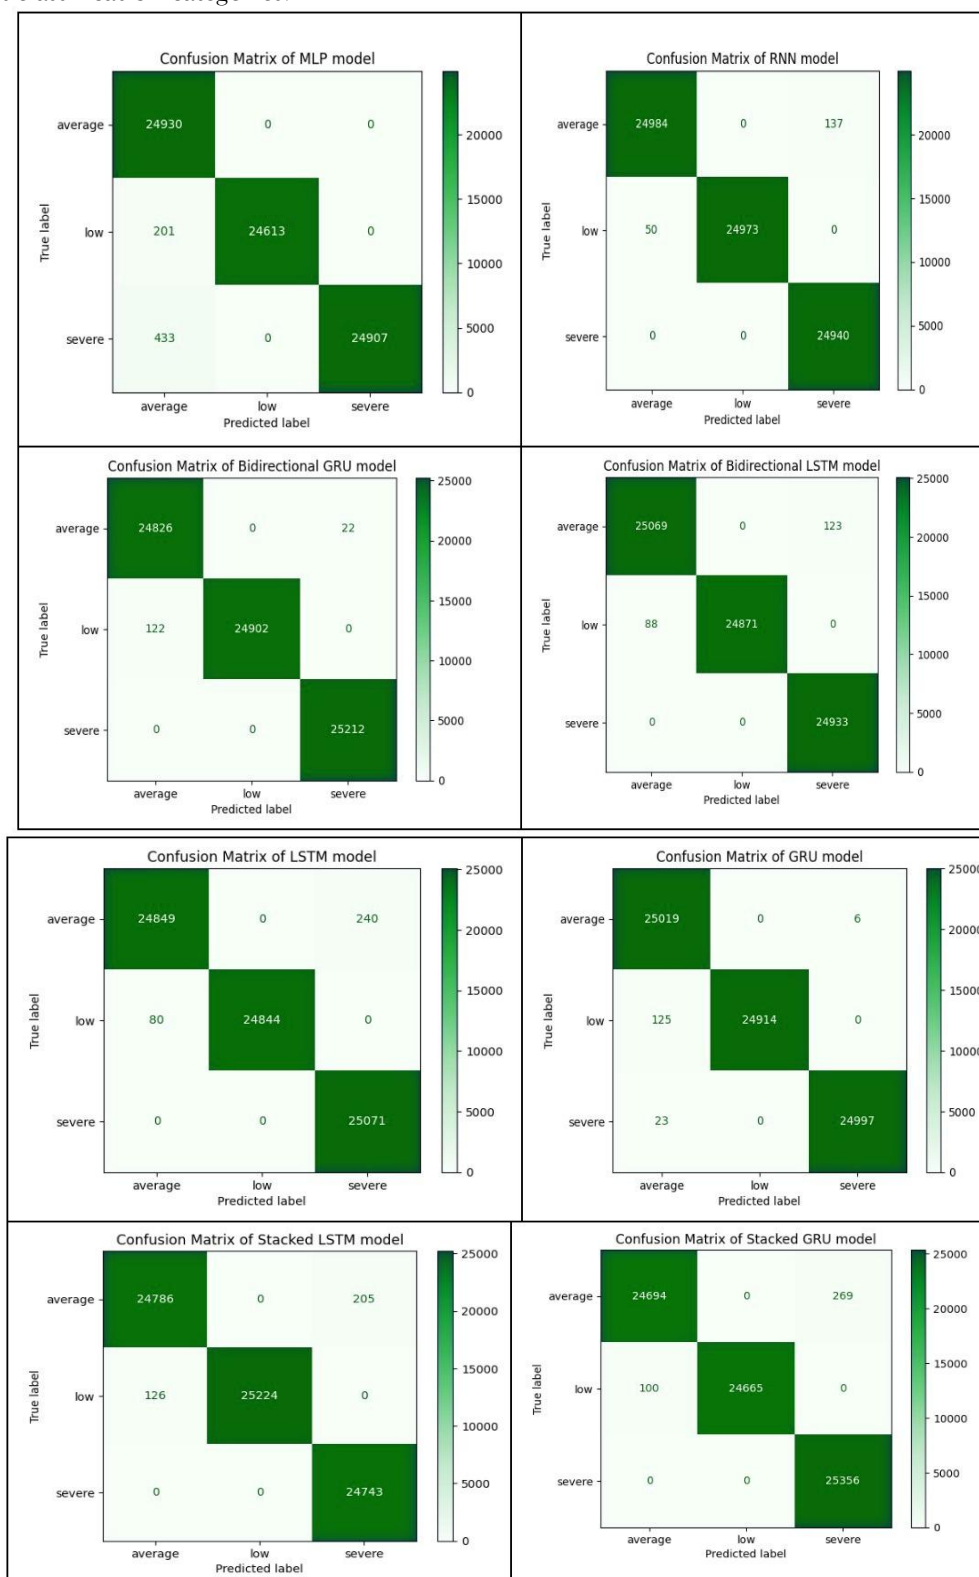 Confusion Matrix of MLP model
average 24930 0 0
low 201 24613 0
severe 433 0 24907
average low severe
Predicted label
True label
20000
15000
10000
5000
0
Confusion Matrix of RNN model
average 24984 0 137
low 50 24973 0
severe 0 0 24940
average low severe
Predicted label
True label
20000
15000
10000
5000
0
Confusion Matrix of Bidirectional GRU model
average 24826 0 22
low 122 24902 0
severe 0 0 25212
average low severe
Predicted label
True label
25000
20000
15000
10000
5000
0
Confusion Matrix of Bidirectional LSTM model
average 25069 0 123
low 88 24871 0
severe 0 0 24933
average low severe
Predicted label
True label
25000
20000
15000
10000
5000
0
Confusion Matrix of LSTM model
average 24849 0 240
low 80 24844 0
severe 0 0 25071
average low severe
Predicted label
True label
25000
20000
15000
10000
5000
0
Confusion Matrix of GRU model
average 25019 0 6
low 125 24914 0
severe 23 0 24997
average low severe
Predicted label
True label
25000
20000
15000
10000
5000
0
Confusion Matrix of Stacked LSTM model
average 24786 0 205
low 126 25224 0
severe 0 0 24743
average low severe
Predicted label
True label
25000
20000
15000
10000
5000
0
Confusion Matrix of Stacked GRU model
average 24694 0 269
low 100 24665 0
severe 0 0 25356
average low severe
Predicted label
True label
25000
20000
15000
10000
5000
0